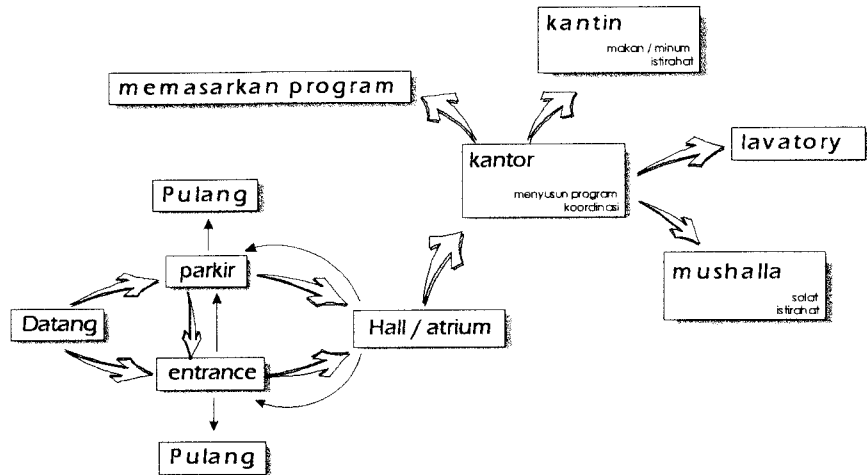 kantin
makan / minum
istirahat
memasarkan program
lavatory
kantor
menyusun program
koordinasi
Pulang
mushalla
solat
istirahat
parkir
Datang
Hall / atrium
entrance
Pulang